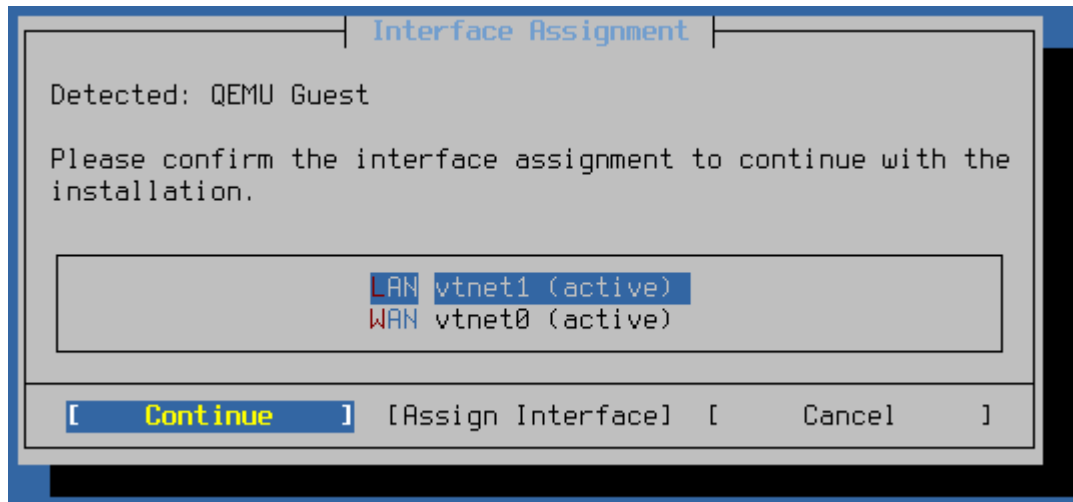 Interface Assignment
Detected: QEMU Guest
Please confirm the interface assignment to continue with the
installation.
LAN vtnet1 (active)
WAN vtnet0 (active)
[ Continue ] [Assign Interface] [ Cancel ]